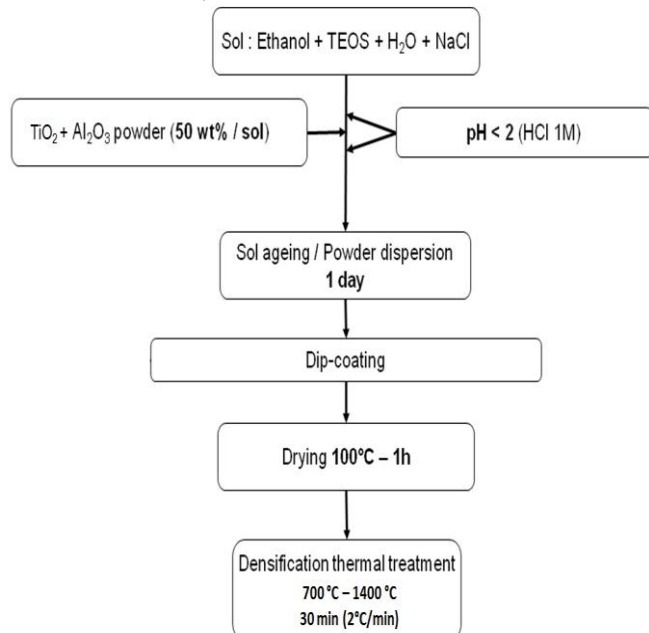 Sol : Ethanol + TEOS + H₂O + NaCl
TiO₂ + Al₂O₃ powder (50 wt% / sol)
pH < 2 (HCl 1M)
Sol ageing / Powder dispersion
1 day
Dip-coating
Drying 100°C – 1h
Densification thermal treatment
700 °C – 1400 °C
30 min (2°C/min)